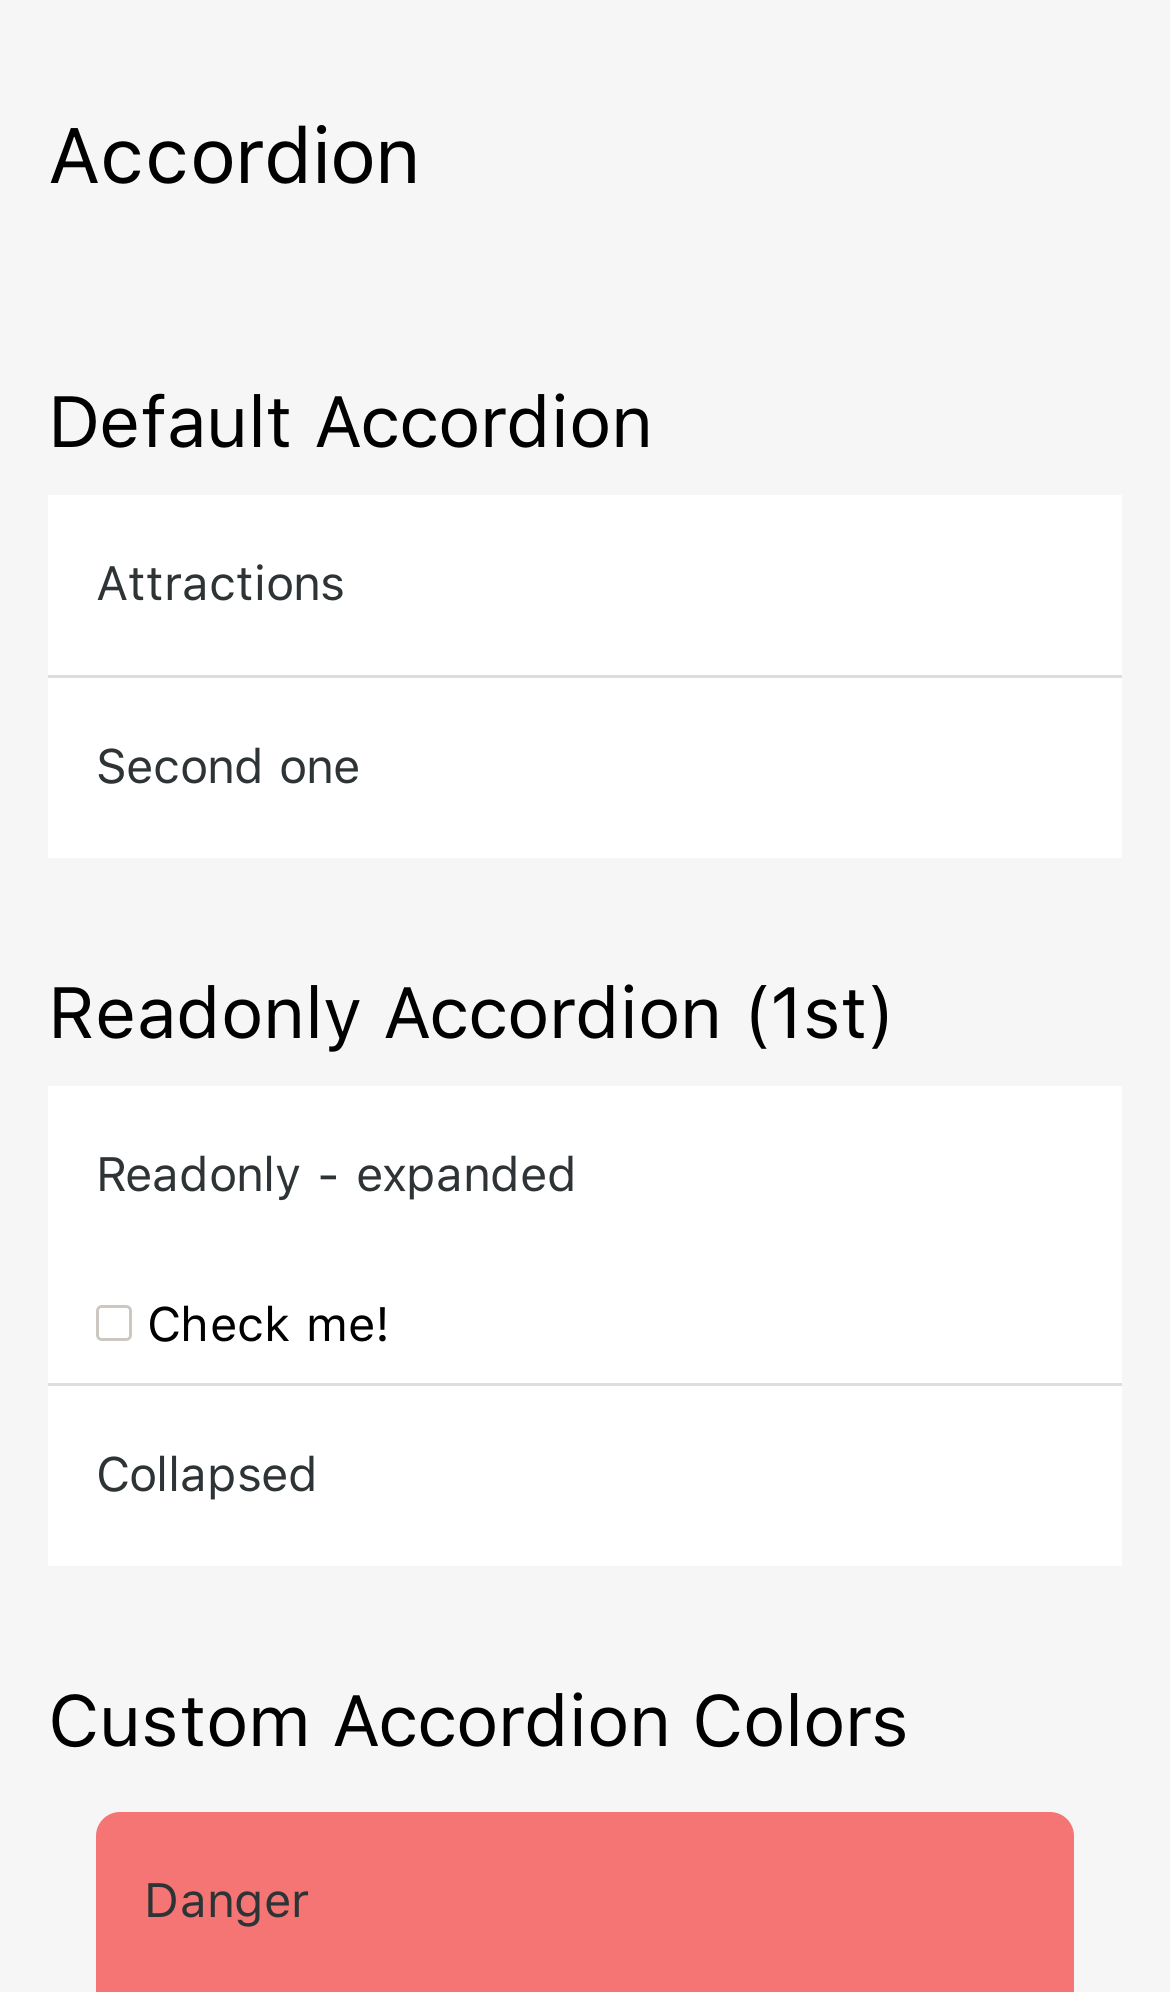 Accordion
Default Accordion
Attractions
Second one
Readonly Accordion (1st)
Readonly - expanded
Check me!
Collapsed
Custom Accordion Colors
Danger